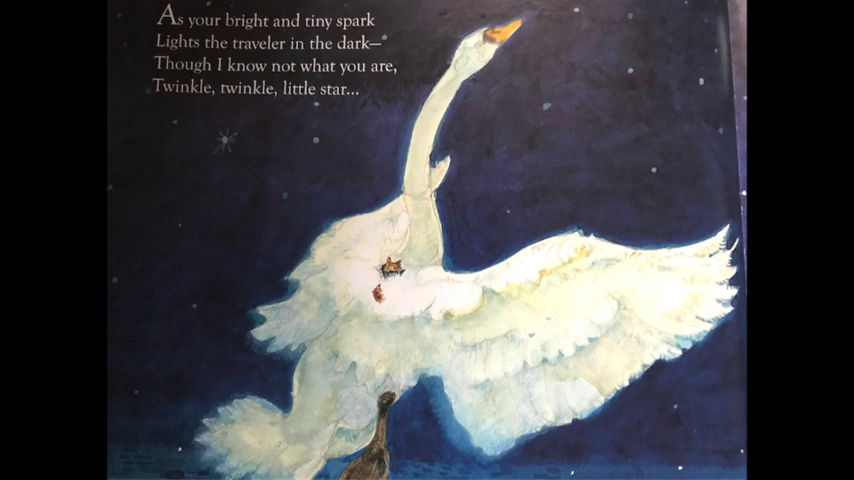 As your bright and tiny spark
Lights the traveler in the dark—
Though I know not what you are,
Twinkle, twinkle, little star...